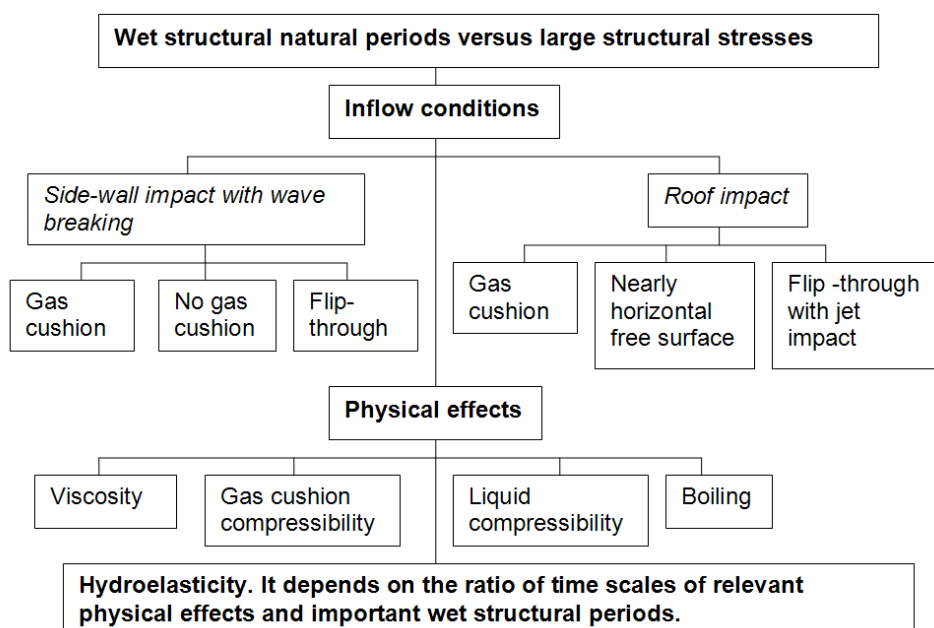 Wet structural natural periods versus large structural stresses
Inflow conditions
Side-wall impact with wave
breaking
Roof impact
Gas
cushion
No gas
cushion
Flip-
through
Gas
cushion
Nearly
horizontal
free surface
Flip -through
with jet
impact
Physical effects
Viscosity
Gas cushion
compressibility
Liquid
compressibility
Boiling
Hydroelasticity. It depends on the ratio of time scales of relevant
physical effects and important wet structural periods.